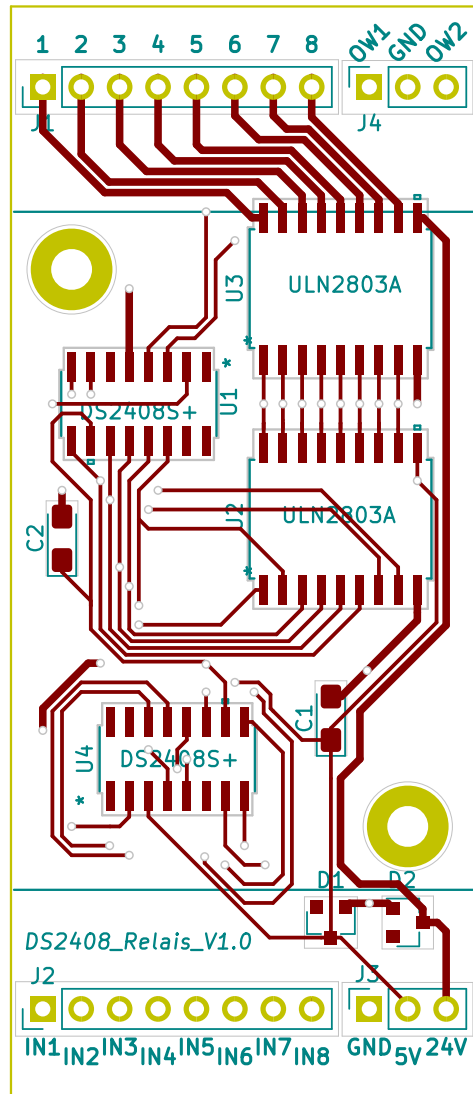 1 2 3 4 5 6 7 8 OW1 GND OW2
J1 J4
U3 ULN2803A
*
*
DS2408S+ U1
U2 ULN2803A
C2
*
C1
U4 DS2408S+
*
D1 D2
DS2408_Relais_V1.0
J2 J3
IN1 IN2 IN3 IN4 IN5 IN6 IN7 IN8 GND 5V 24V